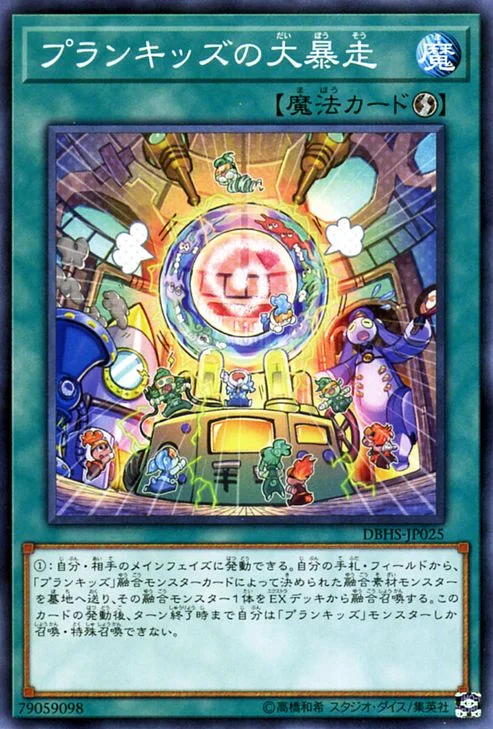 プランキッズの大暴走
魔
【魔法カード】
DBHS-JP025
①:自分・相手のメインフェイズに発動できる。自分の手札・フィールドから、
「プランキッズ」融合モンスターカードによって決められた融合素材モンスター
を墓地へ送り、その融合モンスター1体をEXデッキから融合召喚する。この
カードの発動後、ターン終了時まで自分は「プランキッズ」モンスターしか
召喚・特殊召喚できない。
79059098
©高橋和希 スタジオ・ダイス/集英社